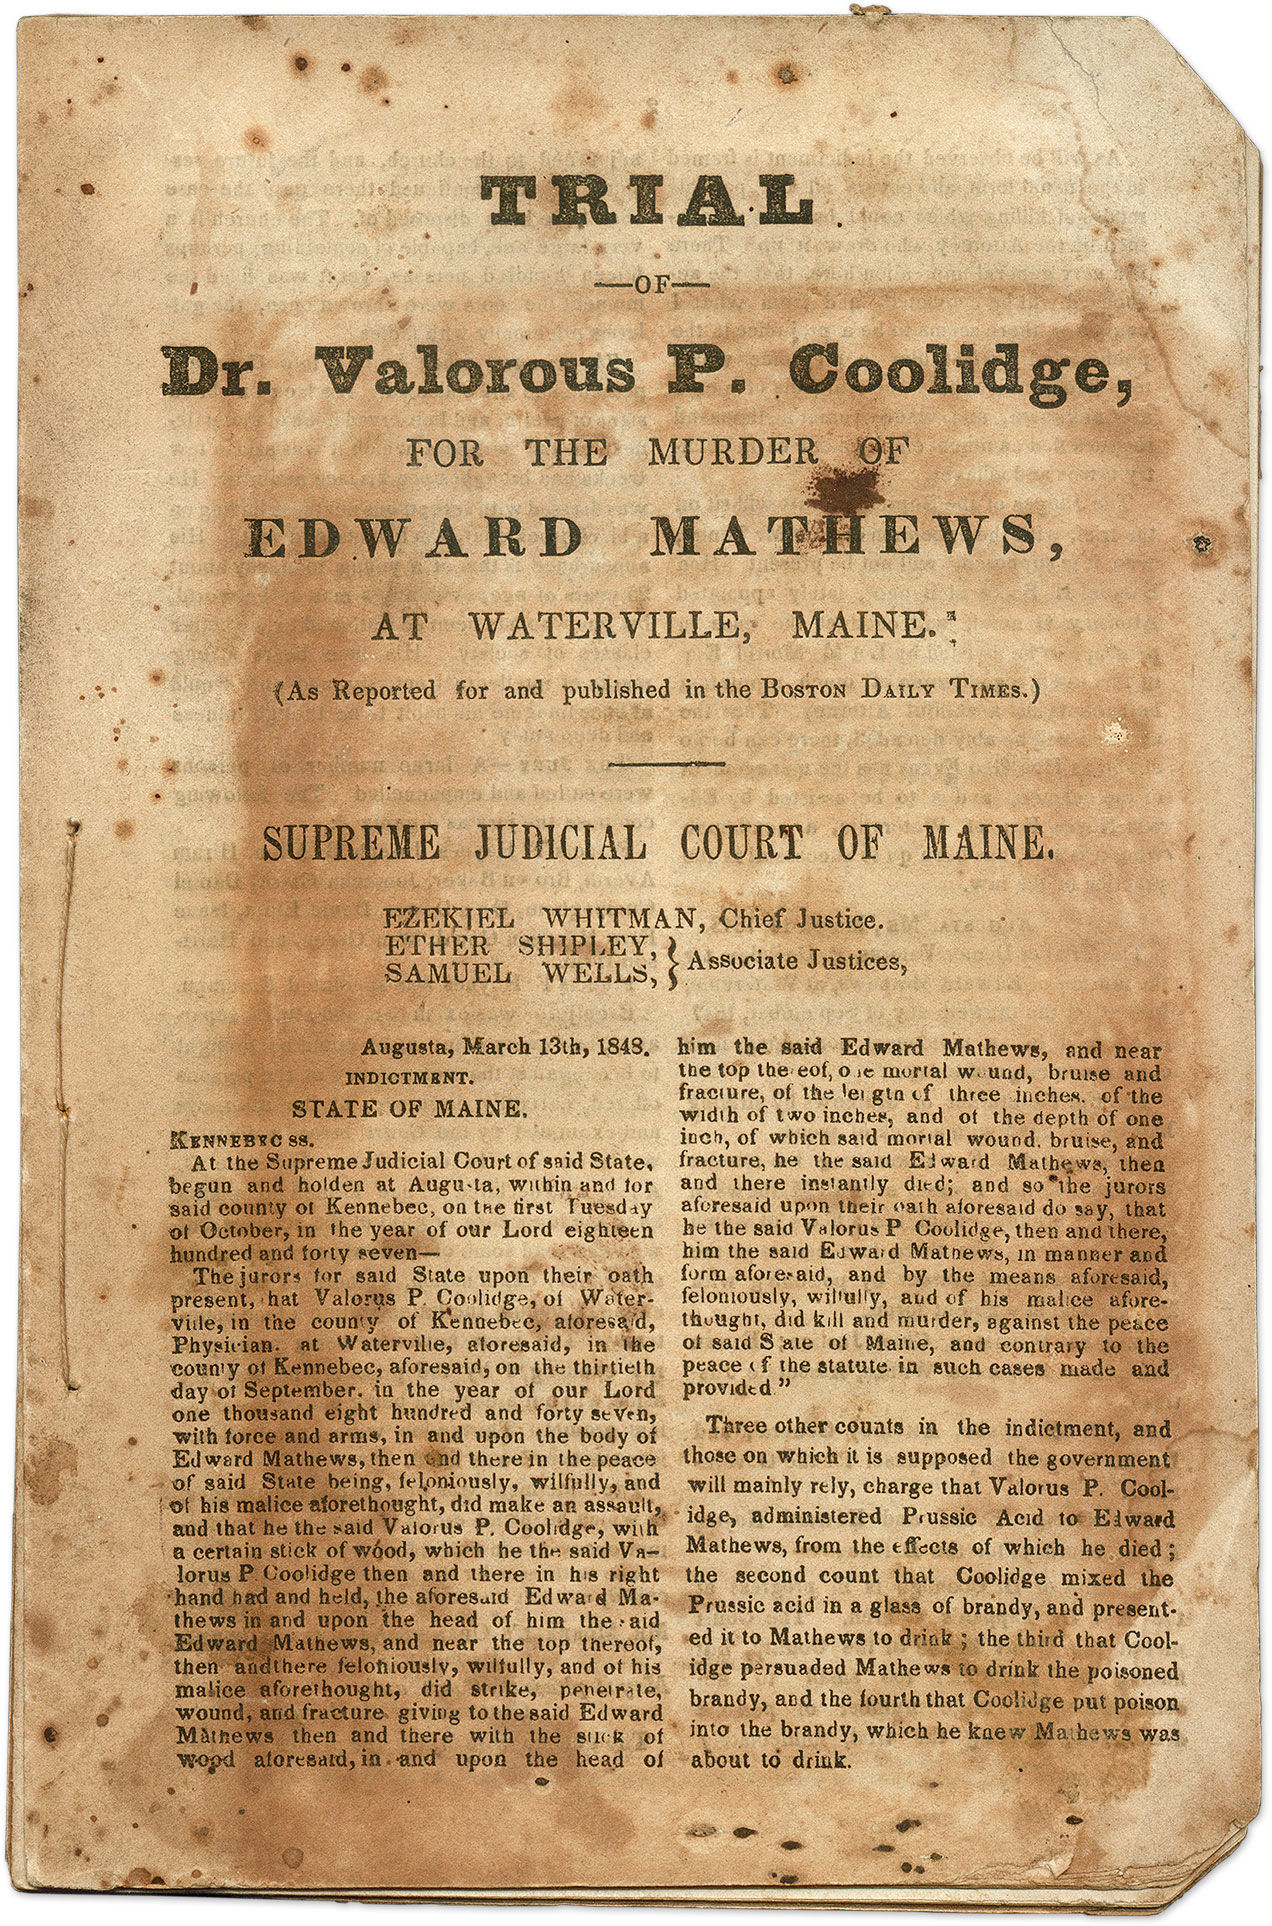 TRIAL
—OF—
Dr. Valorous P. Coolidge,
FOR THE MURDER OF
EDWARD MATHEWS,
AT WATERVILLE, MAINE.
(As Reported for and published in the BOSTON DAILY TIMES.)
SUPREME JUDICIAL COURT OF MAINE.
EZEKIEL WHITMAN, Chief Justice.
ETHER SHIPLEY,
SAMUEL WELLS, } Associate Justices,
Augusta, March 13th, 1848.
INDICTMENT.
STATE OF MAINE.
KENNEBEC SS.
At the Supreme Judicial Court of said State,
begun and holden at Augusta, within and for
said county of Kennebec, on the first Tuesday
of October, in the year of our Lord eighteen
hundred and forty seven—
The jurors for said State upon their oath
present, that Valorus P. Coolidge, of Water-
ville, in the county of Kennebec, aforesaid,
Physician. at Waterville, aforesaid, in the
county of Kennebec, aforesaid, on the thirtieth
day of September. in the year of our Lord
one thousand eight hundred and forty seven,
with force and arms, in and upon the body of
Edward Mathews, then and there in the peace
of said State being, feloniously, wilfully, and
of his malice aforethought, did make an assault,
and that he the said Valorus P. Coolidge, with
a certain stick of wood, which he the said Va-
lorus P. Coolidge then and there in his right
hand had and held, the aforesaid Edward Ma-
thews in and upon the head of him the said
Edward Mathews, and near the top thereof,
then andthere feloniously, wilfully, and of his
malice aforethought, did strike, penetrate,
wound, and fracture giving to the said Edward
Mathews then and there with the stick of
wood aforesaid, in and upon the head of
him the said Edward Mathews, and near
the top thereof, one mortal wound, bruise and
fracture, of the length of three inches. of the
width of two inches, and of the depth of one
inch, of which said mortal wound. bruise, and
fracture, he the said Edward Mathews, then
and there instantly died; and so the jurors
aforesaid upon their oath aforesaid do say, that
he the said Valorus P Coolidge, then and there,
him the said Edward Mathews, in manner and
form aforesaid, and by the means aforesaid,
feloniously, wilfully, and of his malice afore-
thought, did kill and murder, against the peace
of said State of Maine, and contrary to the
peace of the statute in such cases made and
provided."
Three other counts in the indictment, and
those on which it is supposed the government
will mainly rely, charge that Valorus P. Cool-
idge, administered Prussic Acid to Edward
Mathews, from the effects of which he died;
the second count that Coolidge mixed the
Prussic acid in a glass of brandy, and present-
ed it to Mathews to drink; the third that Cool-
idge persuaded Mathews to drink the poisoned
brandy, and the fourth that Coolidge put poison
into the brandy, which he knew Mathews was
about to drink.